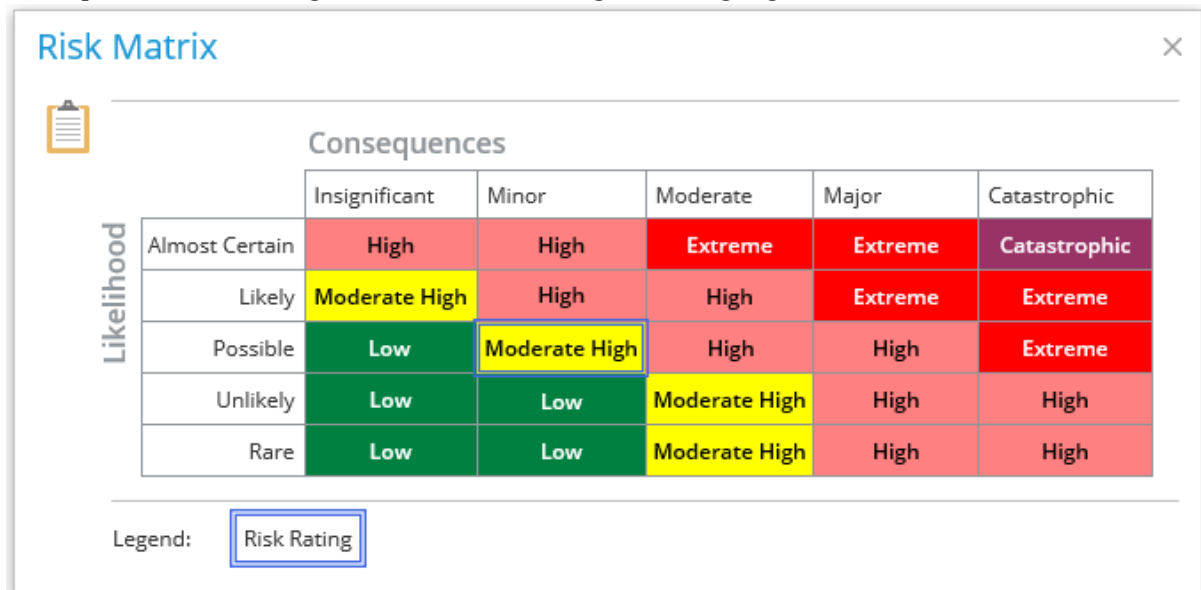 Risk Matrix
Consequences
Insignificant Minor Moderate Major Catastrophic
Likelihood
Almost Certain High High Extreme Extreme Catastrophic
Likely Moderate High High High Extreme Extreme
Possible Low Moderate High High High Extreme
Unlikely Low Low Moderate High High High
Rare Low Low Moderate High High High
Legend: Risk Rating